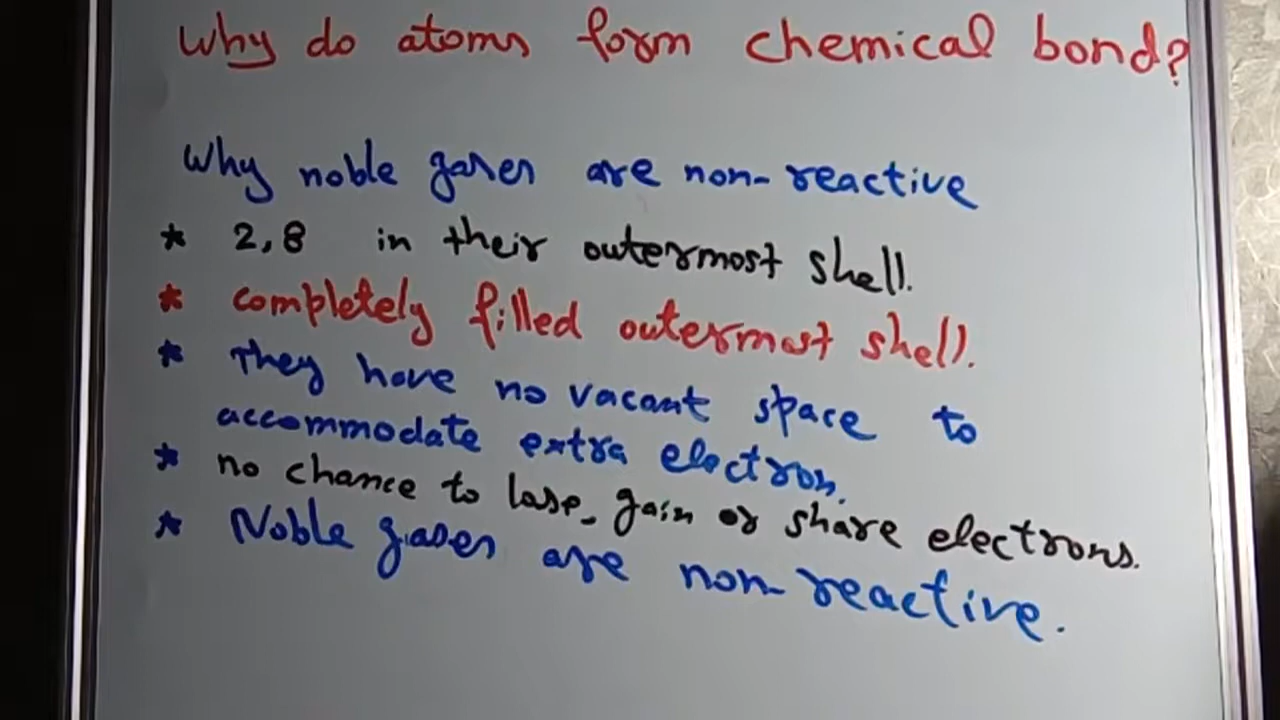 Why do atoms form chemical bond?
Why noble gases are non-reactive
* 2,8 in their outermost shell.
* completely filled outermost shell.
* They have no vacant space to
accommodate extra electron.
* no chance to lose, gain or share electrons.
* Noble gases are non-reactive.